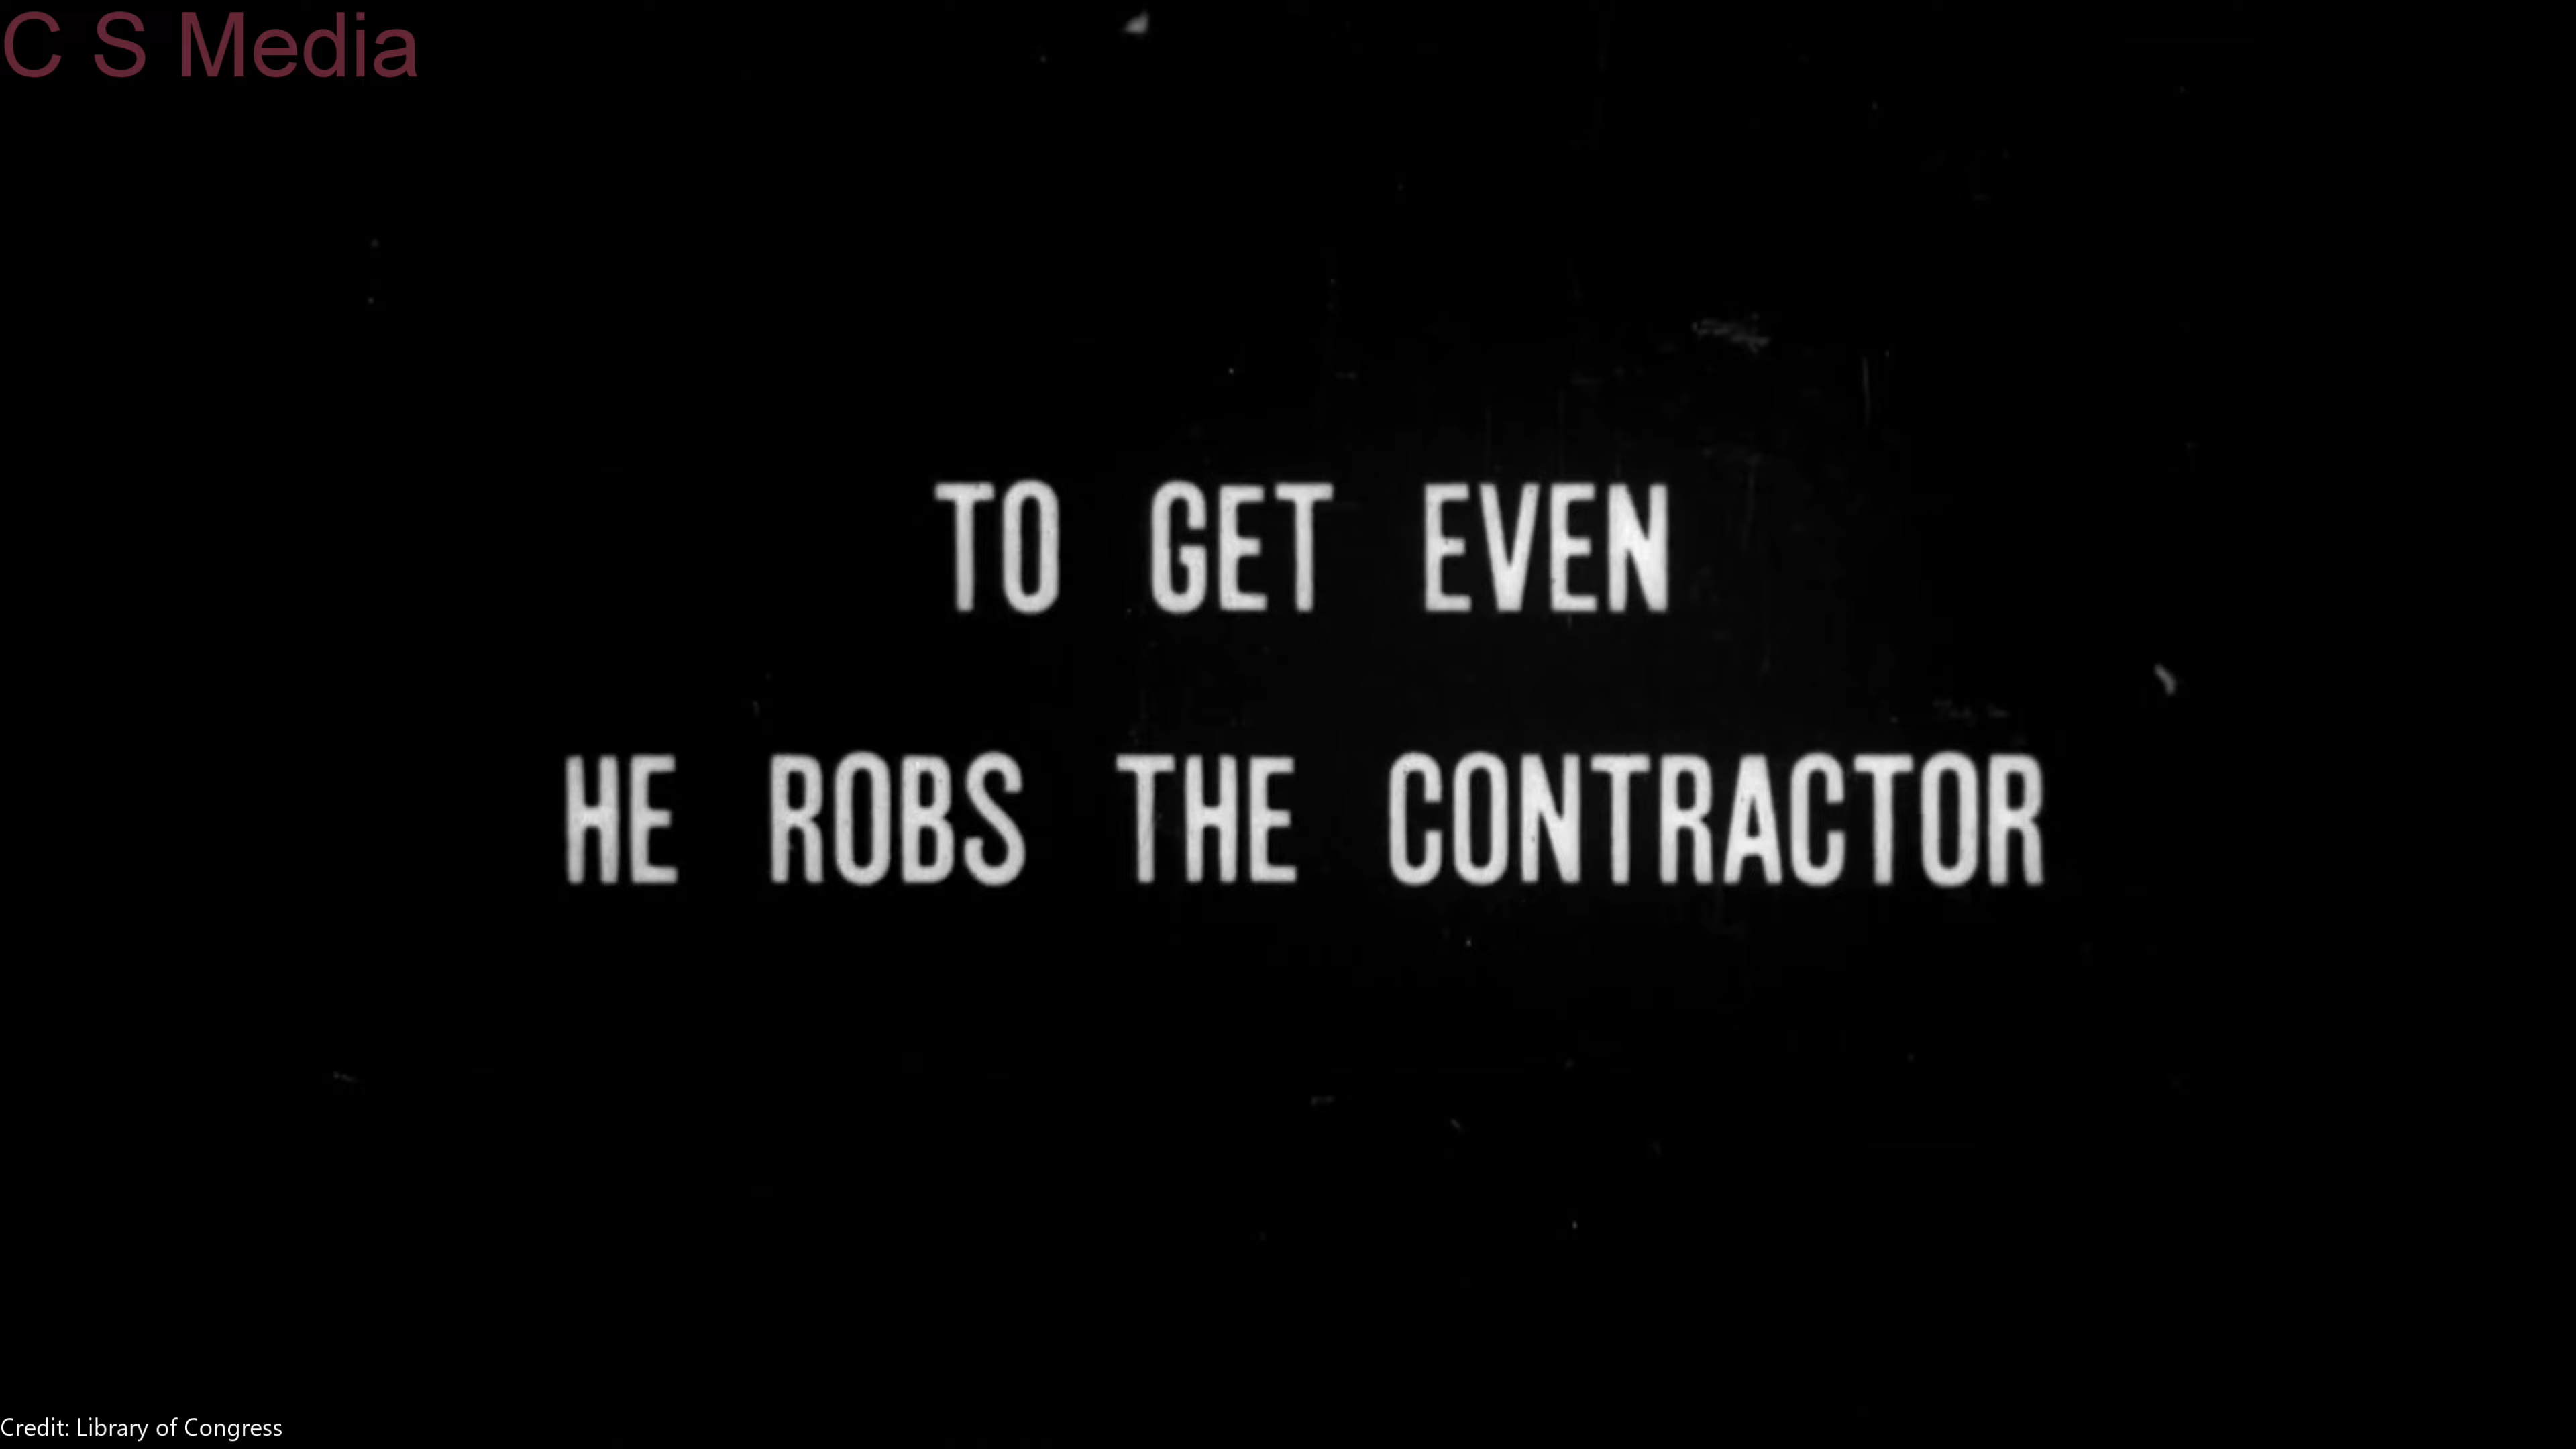 C S Media
TO GET EVEN
HE ROBS THE CONTRACTOR
Credit: Library of Congress